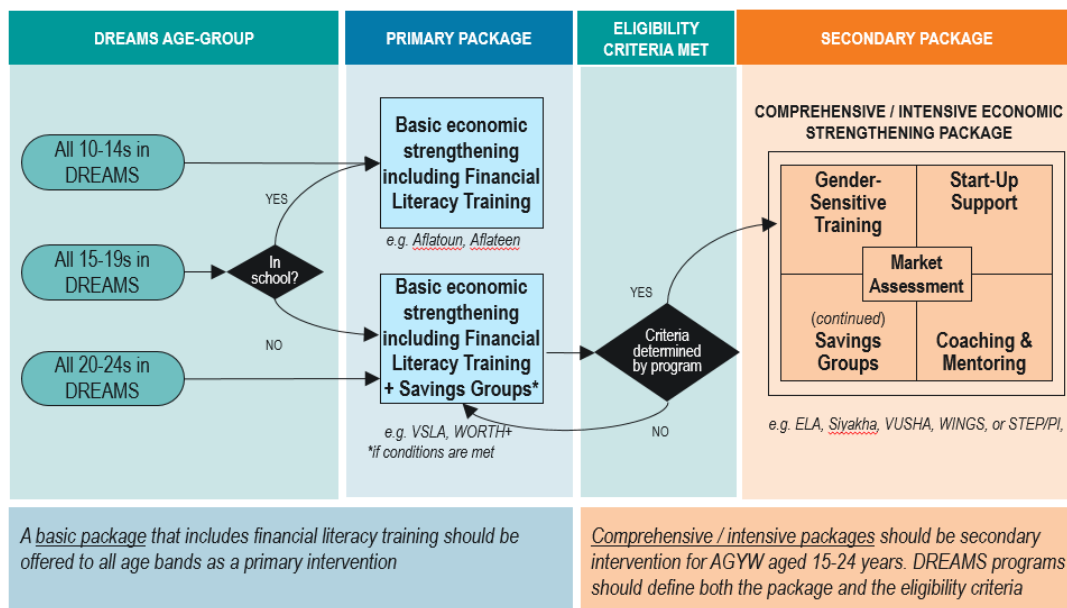 DREAMS AGE-GROUP
PRIMARY PACKAGE
ELIGIBILITY
CRITERIA MET
SECONDARY PACKAGE
All 10-14s in
DREAMS
All 15-19s in
DREAMS
All 20-24s in
DREAMS
In
school?
YES
NO
Basic economic
strengthening
including Financial
Literacy Training
e.g. Aflatoun, Aflateen
Basic economic
strengthening
including Financial
Literacy Training
+ Savings Groups*
e.g. VSLA, WORTH+
*if conditions are met
YES
Criteria
determined
by program
NO
COMPREHENSIVE / INTENSIVE ECONOMIC
STRENGTHENING PACKAGE
Gender-
Sensitive
Training
Start-Up
Support
Market
Assessment
(continued)
Savings
Groups
Coaching &
Mentoring
e.g. ELA, Siyakha, VUSHA, WINGS, or STEP/PI,
A basic package that includes financial literacy training should be
offered to all age bands as a primary intervention
Comprehensive / intensive packages should be secondary
intervention for AGYW aged 15-24 years. DREAMS programs
should define both the package and the eligibility criteria